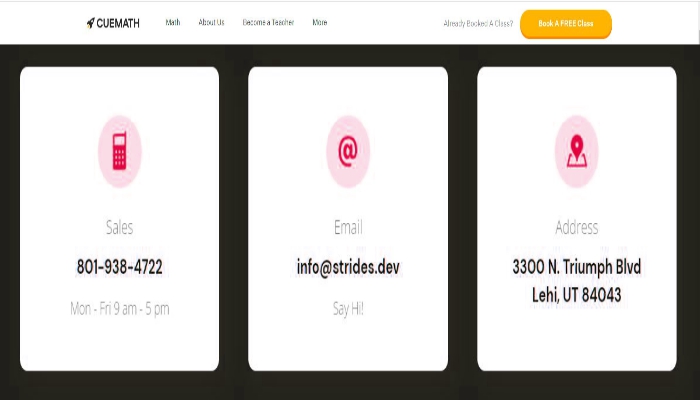 CUEMATH
Math
About Us
Become a Teacher
More
Already Booked A Class?
Book A FREE Class
Sales
801-938-4722
Mon - Fri 9 am - 5 pm
@
Email
info@strides.dev
Say Hi!
Address
3300 N. Triumph Blvd
Lehi, UT 84043